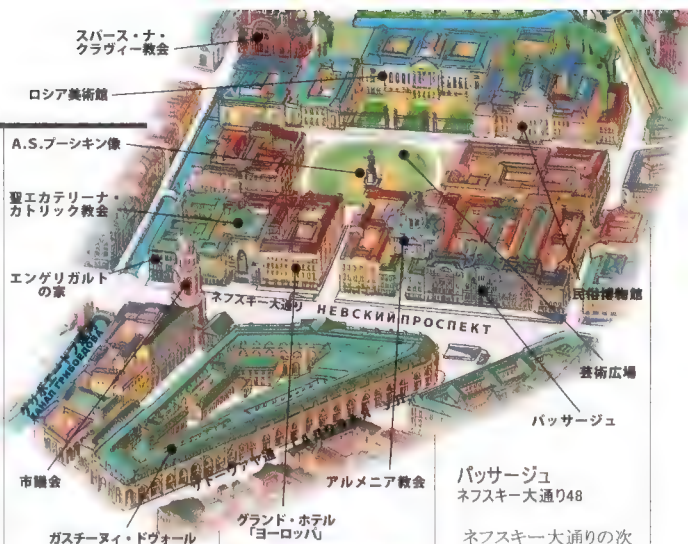 スパース・ナ・
クラヴィー教会
ロシア美術館
A.S.プーシキン像
聖エカテリーナ・
カトリック教会
エンゲリガルト
の家
ネフスキー大通り НЕВСКИЙ ПРОСПЕКТ
民俗博物館
芸術広場
КАНАЛ ГРИБОЕДОВА
パッサージュ
市議会
アルメニア教会
ガスチーヌィ・ドヴォール
グランド・ホテル
「ヨーロッパ」
パッサージュ
ネフスキー大通り48
ネフスキー大通りの次